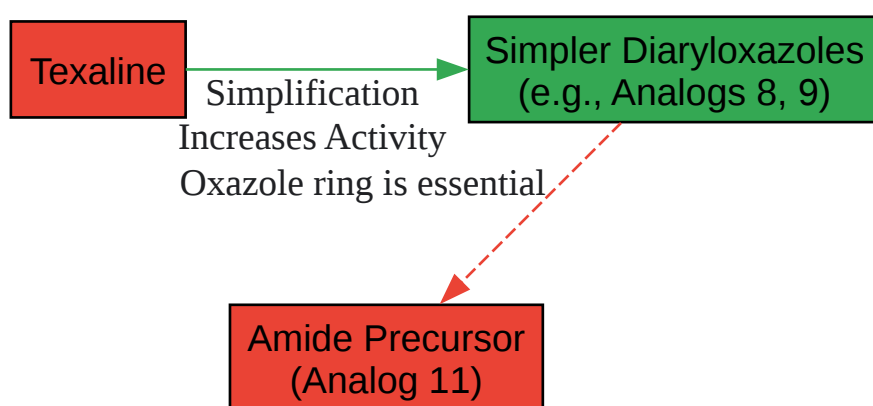 Texaline
Simpler Diaryloxazoles
(e.g., Analogs 8, 9)
Simplification
Increases Activity
Oxazole ring is essential
Amide Precursor
(Analog 11)